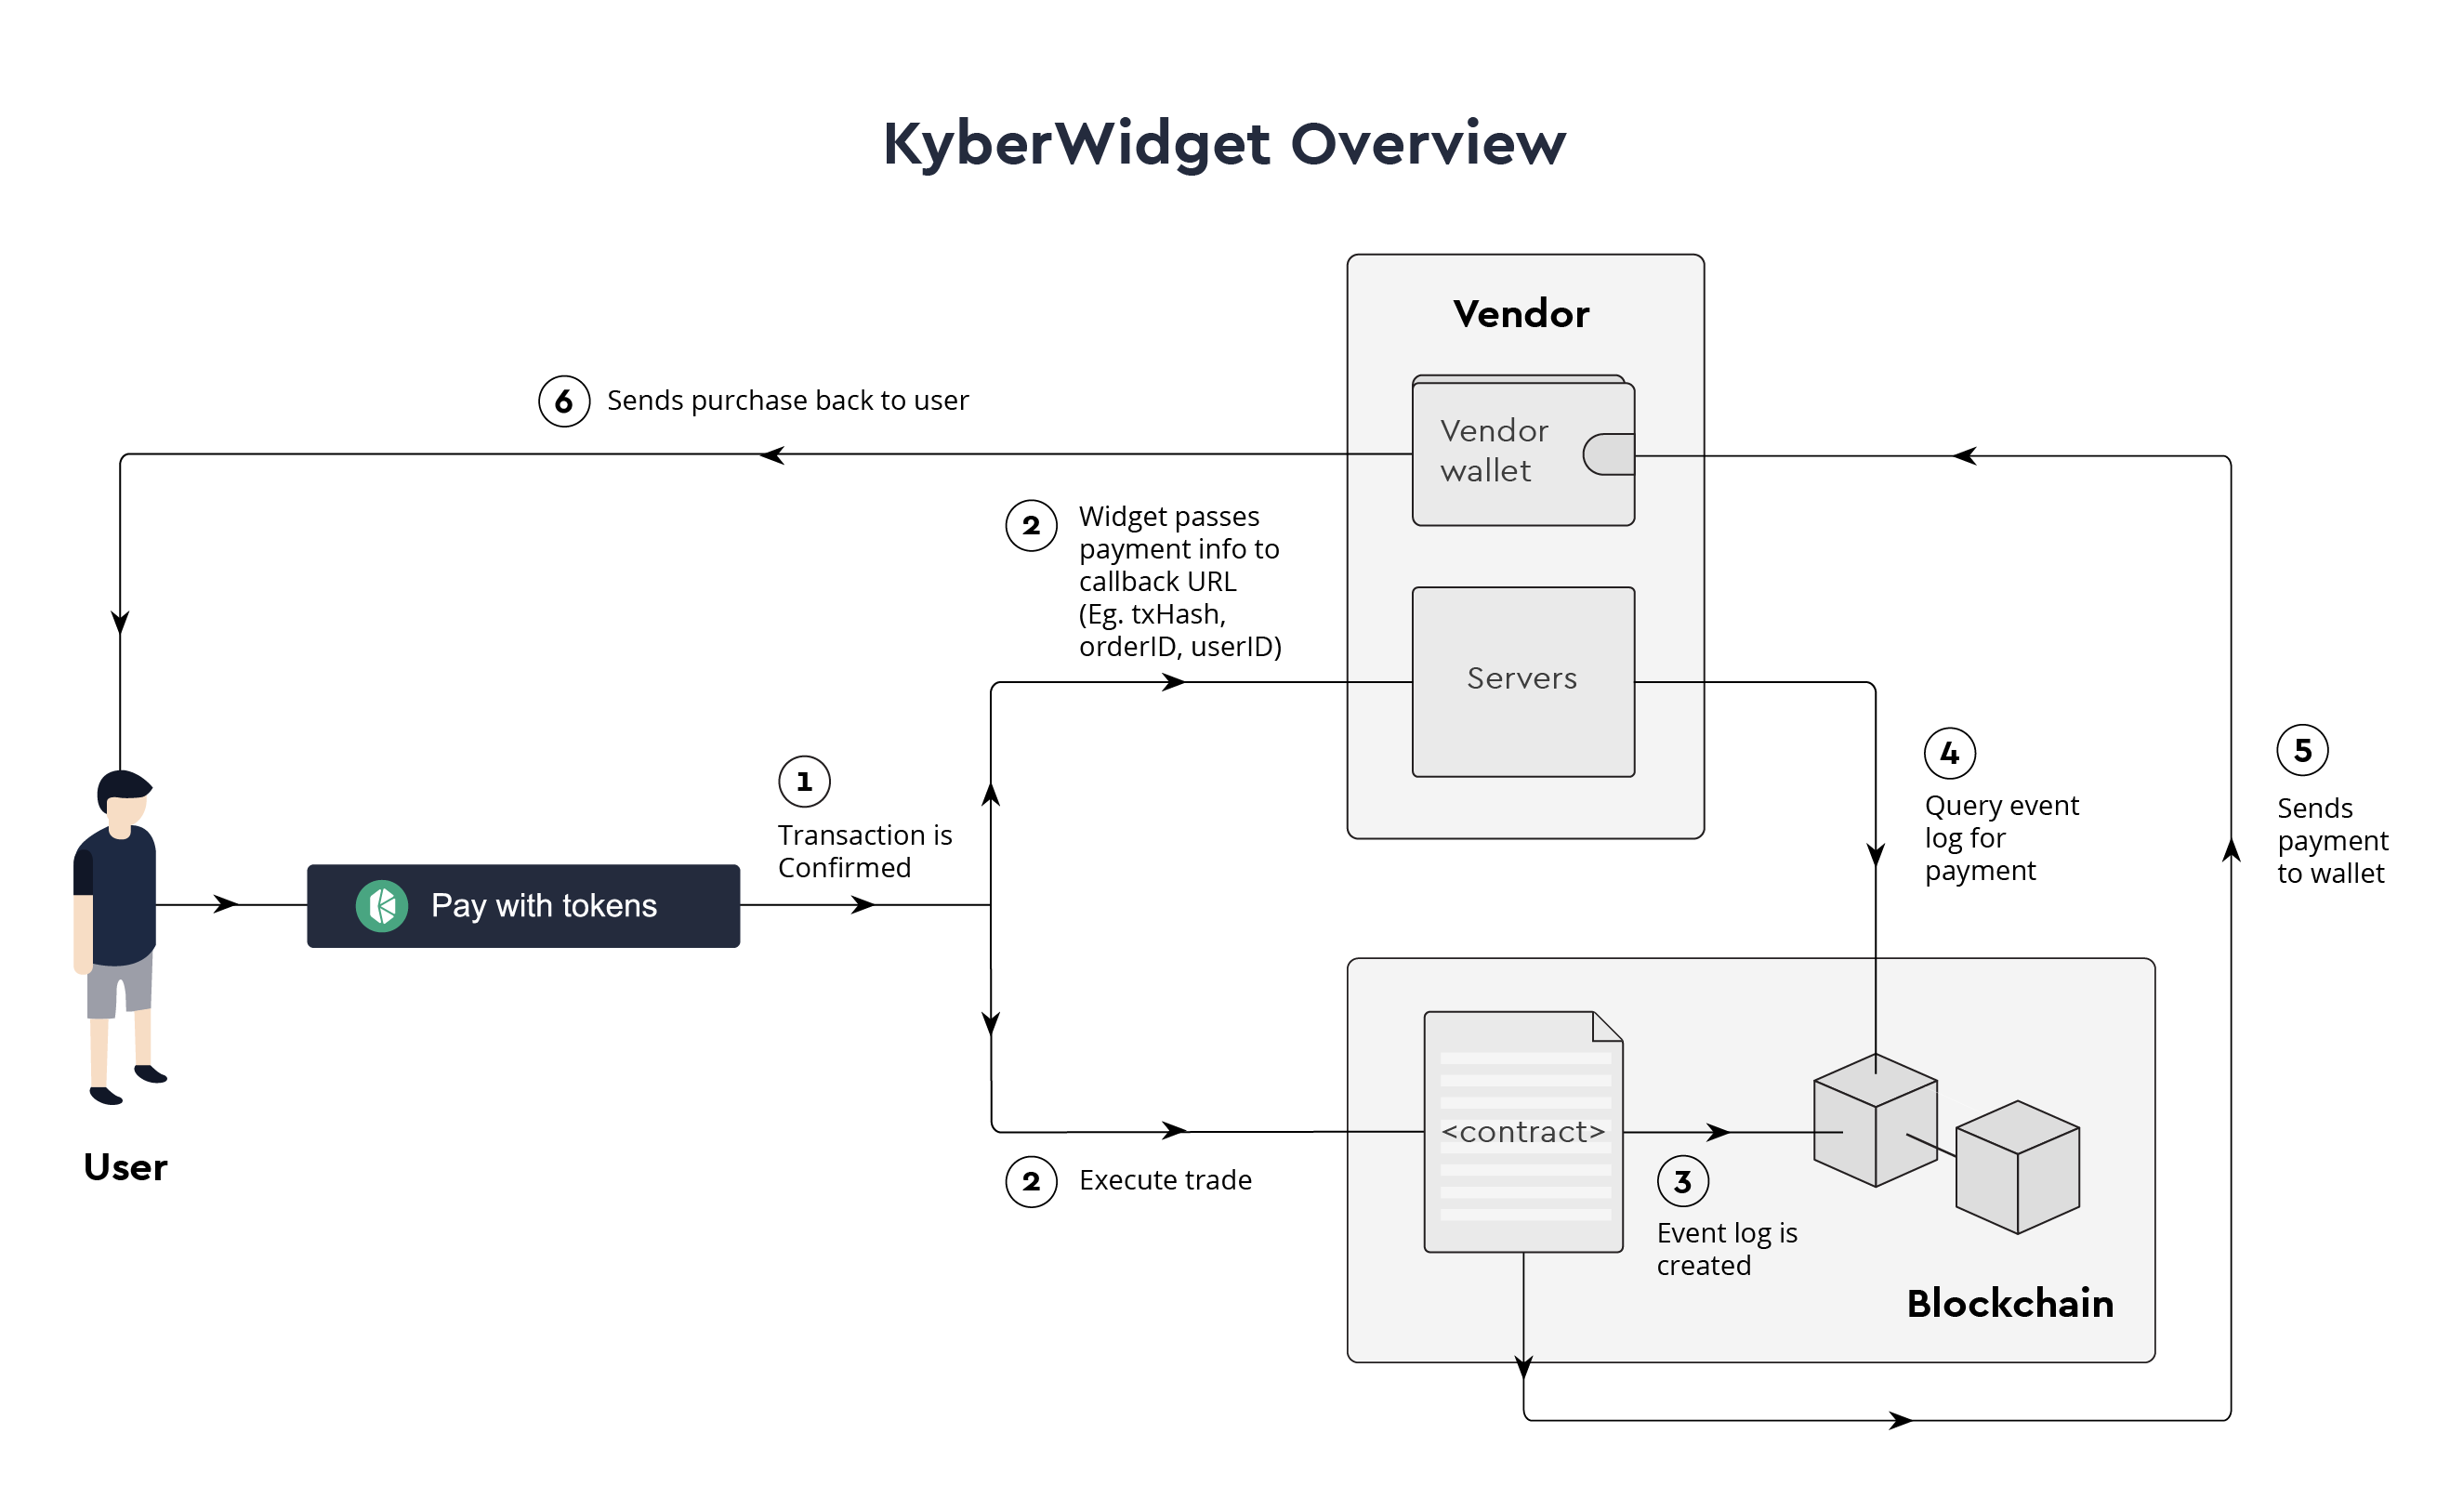 KyberWidget Overview
Vendor
6
Sends purchase back to user
Vendor
wallet
2
Widget passes
payment info to
callback URL
(Eg. txHash,
orderID, userID)
Servers
1
Transaction is
Confirmed
4
Query event
log for
payment
5
Sends
payment
to wallet
Pay with tokens
<contract>
User
2
Execute trade
3
Event log is
created
Blockchain